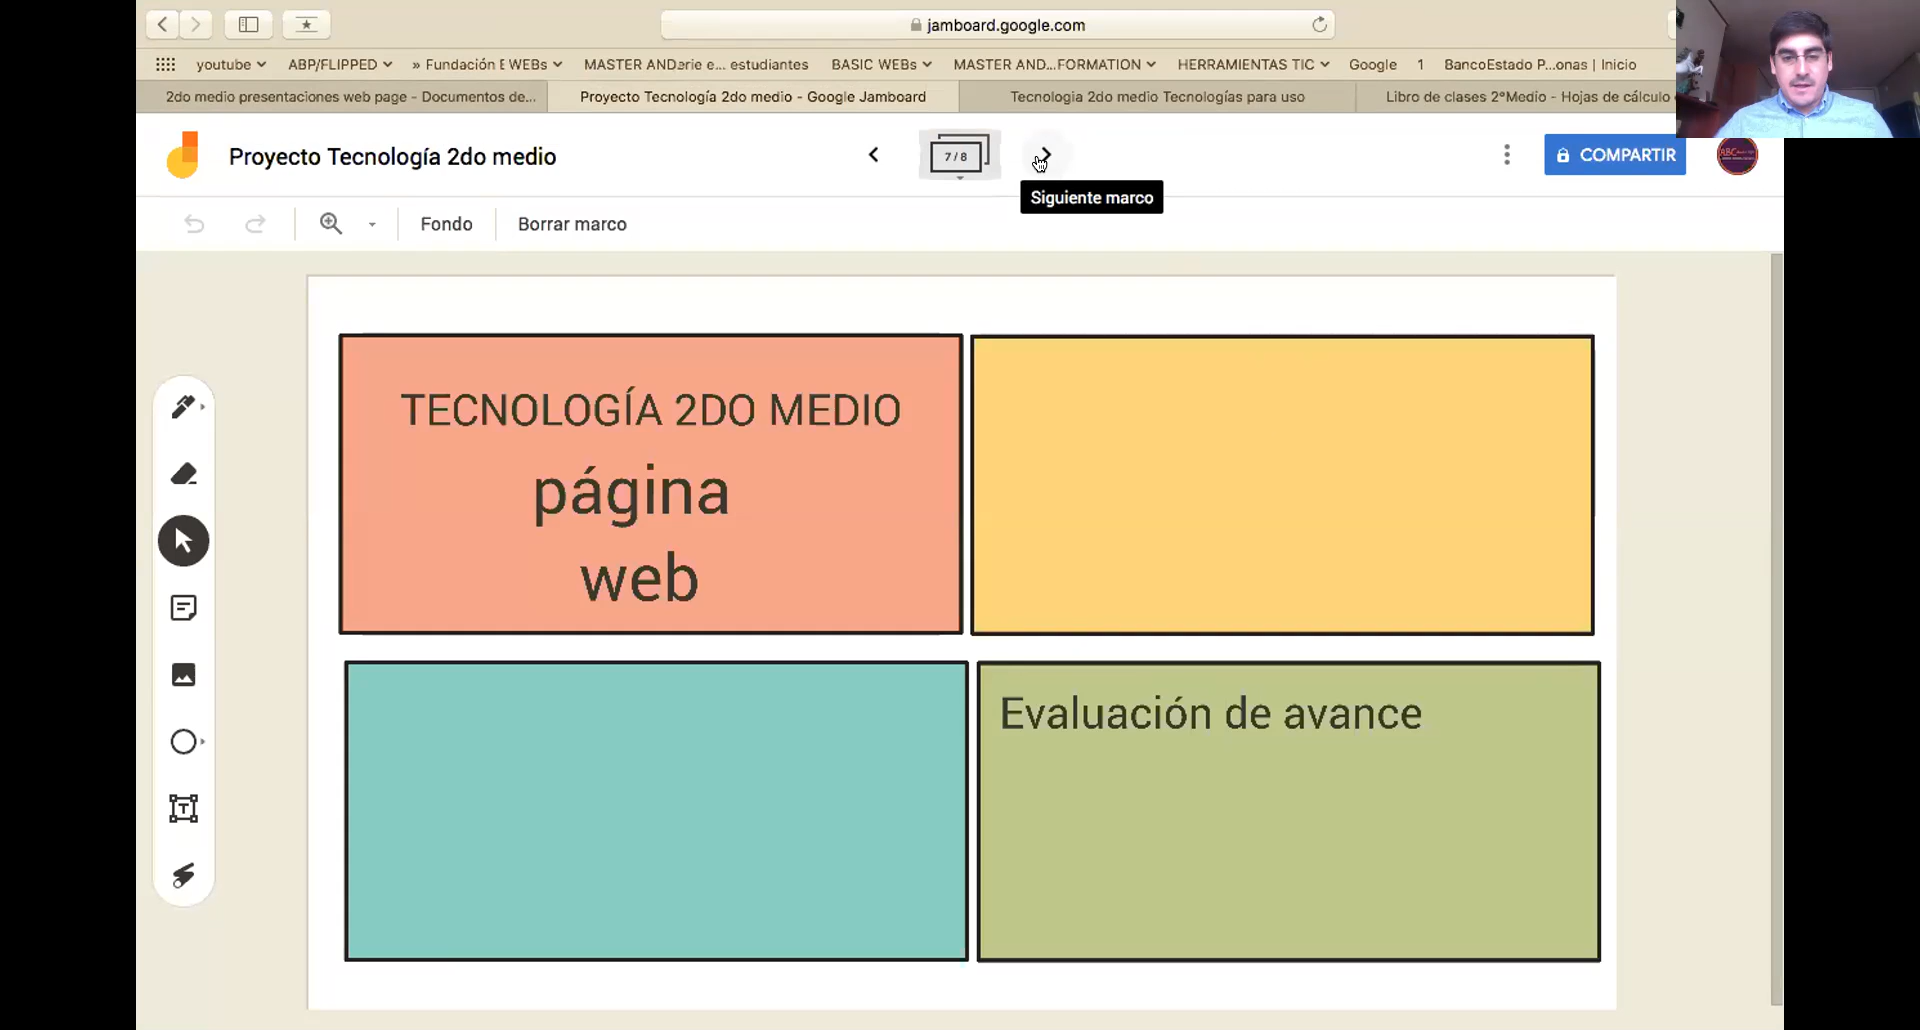 jamboard.google.com
youtube
ABP/FLIPPED
» Fundación E WEBs
MASTER ANDærie e... estudiantes
BASIC WEBs
MASTER AND...FORMATION
HERRAMIENTAS TIC
Google
1
BancoEstado P...onas | Inicio
2do medio presentaciones web page - Documentos de...
Proyecto Tecnología 2do medio - Google Jamboard
Tecnologia 2do medio Tecnologías para uso
Libro de clases 2°Medio - Hojas de cálculo
Proyecto Tecnología 2do medio
7 / 8
COMPARTIR
ABC
Siguiente marco
Fondo
Borrar marco
TECNOLOGÍA 2DO MEDIO
página
web
Evaluación de avance